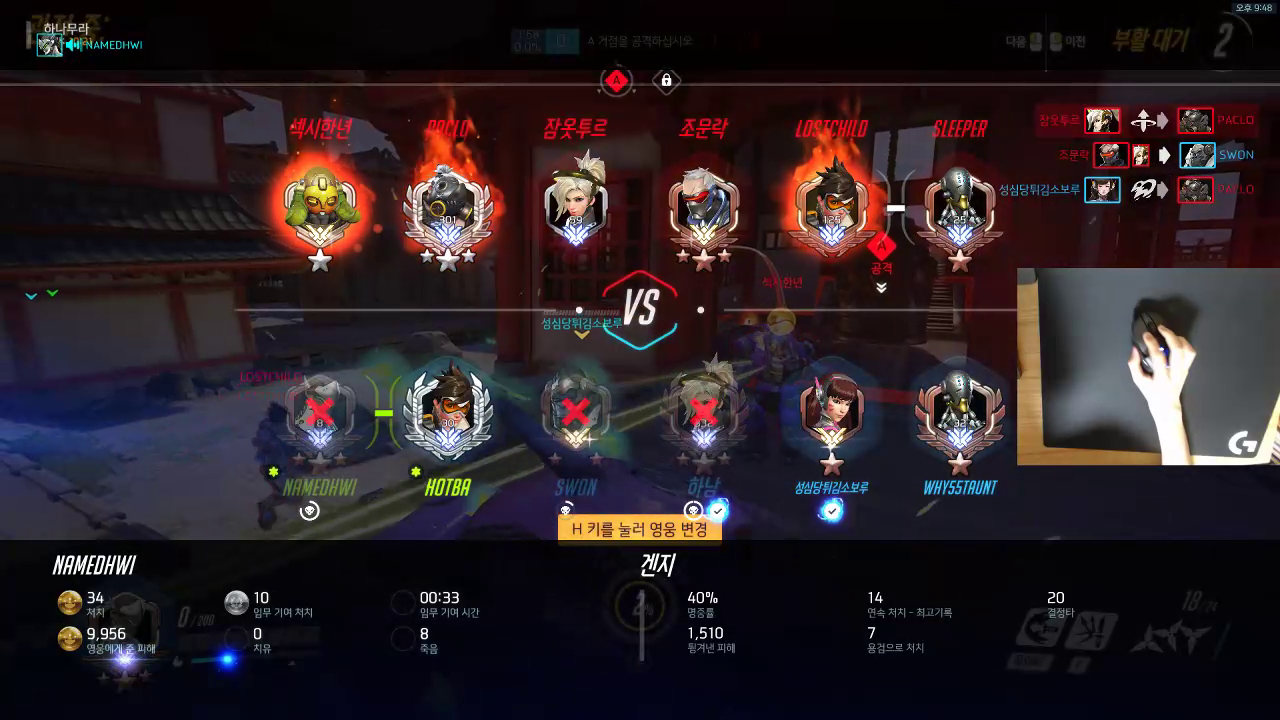 오후 9:48
하나무라
NAMEDHWI
0
A 거점을 공격하십시오
다음
이전
부활 대기
2
A
섹시한년
PACLO
잠옷투르
조문락
LOSTCHILD
SLEEPER
잠옷투르
PACLO
조문락
SWON
성심당튀김소보루
PACLO
301
69
125
25
A
공격
섹시한년
VS
성심당튀김소보루
LOSTCHILD
8
30
32
NAMEDHWI
HOTBA
SWON
하남
성심당튀김소보루
WHY55TAUNT
H 키를 눌러 영웅 변경
NAMEDHWI
겐지
34
처치
10
임무 기여 처치
00:33
임무 기여 시간
40%
명중률
14
연속 처치 - 최고기록
20
결정타
9,956
영웅에게 준 피해
0
치유
8
죽음
1,510
튕겨낸 피해
7
용검으로 처치
0/200
18/24
G